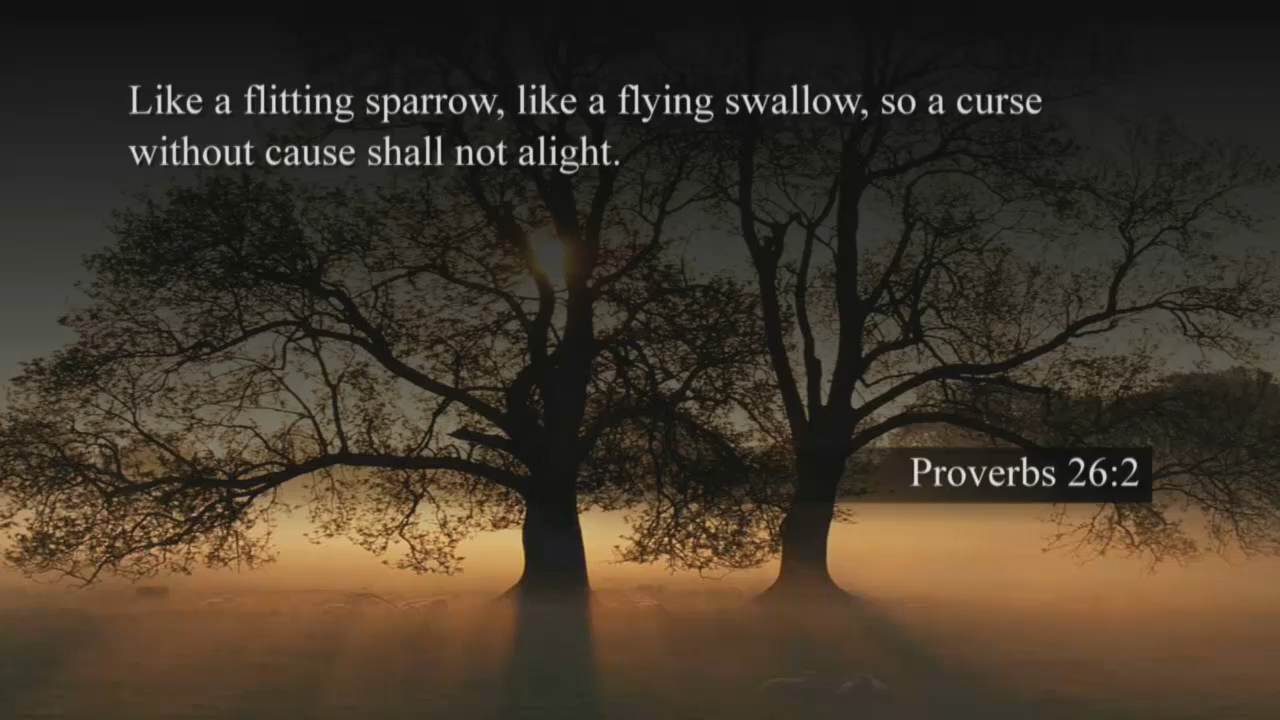 Like a flitting sparrow, like a flying swallow, so a curse
without cause shall not alight.
Proverbs 26:2